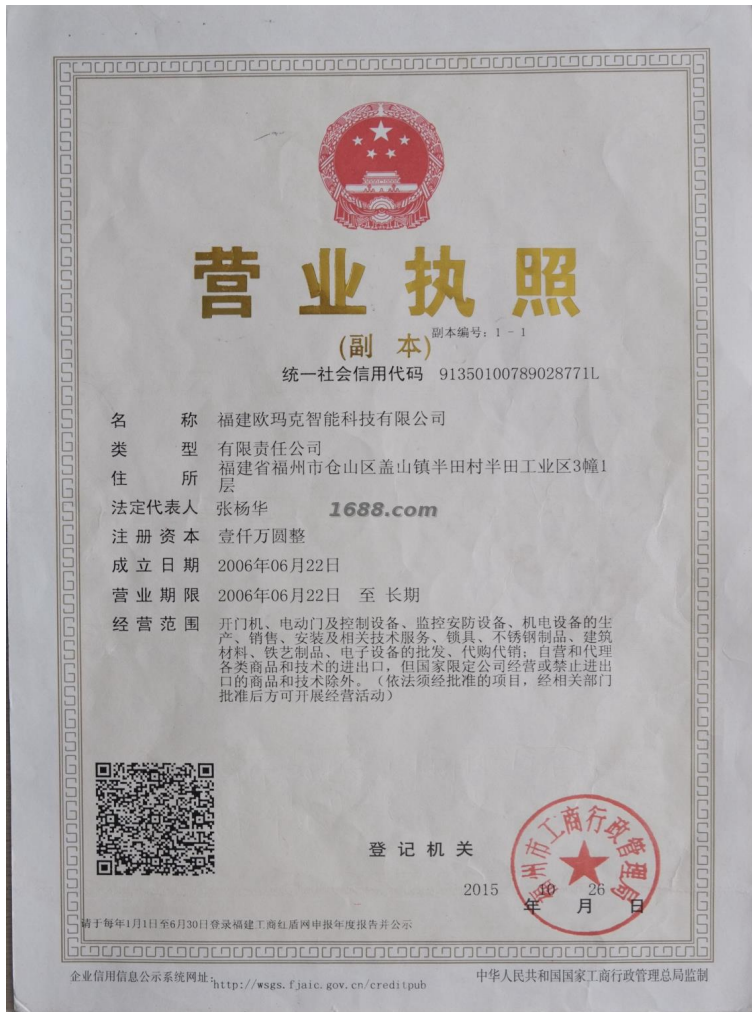 营业执照
(副 本)
副本编号：1 - 1
统一社会信用代码 91350100789028771L
名 称 福建欧玛克智能科技有限公司
类 型 有限责任公司
住 所 福建省福州市仓山区盖山镇半田村半田工业区3幢1
层
法定代表人 张杨华
1688.com
注册资本 壹仟万圆整
成立日期 2006年06月22日
营业期限 2006年06月22日 至 长期
经营范围 开门机、电动门及控制设备、监控安防设备、机电设备的生
产、销售、安装及相关技术服务、锁具、不锈钢制品、建筑
材料、铁艺制品、电子设备的批发、代购代销；自营和代理
各类商品和技术的进出口，但国家限定公司经营或禁止进出
口的商品和技术除外。（依法须经批准的项目，经相关部门
批准后方可开展经营活动）
福州市工商行政管理局
登记机关
2015年10月26日
请于每年1月1日至6月30日登录福建工商红盾网申报年度报告并公示
企业信用信息公示系统网址：http://wsgs.fjaic.gov.cn/creditpub
中华人民共和国国家工商行政管理总局监制